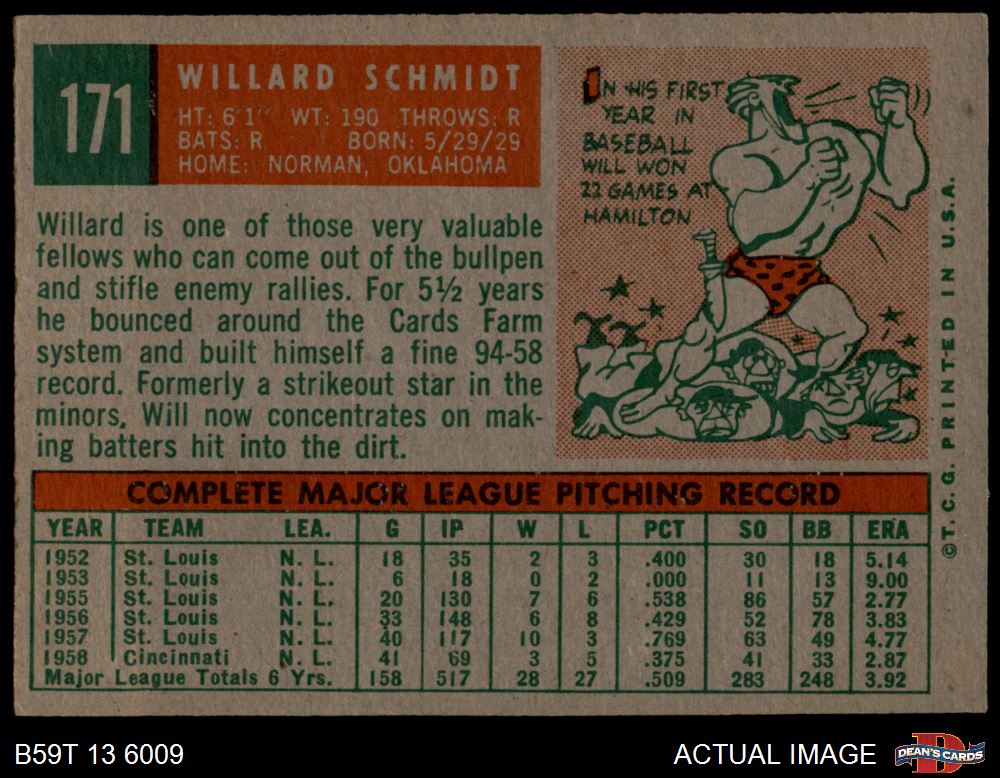 171
WILLARD SCHMIDT
HT: 6'1" WT: 190 THROWS: R
BATS: R BORN: 5/29/29
HOME: NORMAN, OKLAHOMA
IN HIS FIRST
YEAR IN
BASEBALL
WILL WON
22 GAMES AT
HAMILTON
Willard is one of those very valuable
fellows who can come out of the bullpen
and stifle enemy rallies. For 5½ years
he bounced around the Cards Farm
system and built himself a fine 94-58
record. Formerly a strikeout star in the
minors, Will now concentrates on mak-
ing batters hit into the dirt.
COMPLETE MAJOR LEAGUE PITCHING RECORD
YEAR TEAM LEA. G IP W L PCT SO BB ERA
1952 St. Louis N. L. 18 35 2 3 .400 30 18 5.14
1953 St. Louis N. L. 6 18 0 2 .000 11 13 9.00
1955 St. Louis N. L. 20 130 7 6 .538 86 57 2.77
1956 St. Louis N. L. 33 148 6 8 .429 52 78 3.83
1957 St. Louis N. L. 40 117 10 3 .769 63 49 4.77
1958 Cincinnati N. L. 41 69 3 5 .375 41 33 2.87
Major League Totals 6 Yrs. 158 517 28 27 .509 283 248 3.92
©T. C. G. PRINTED IN U.S.A.
B59T 13 6009
ACTUAL IMAGE
DEAN'S CARDS